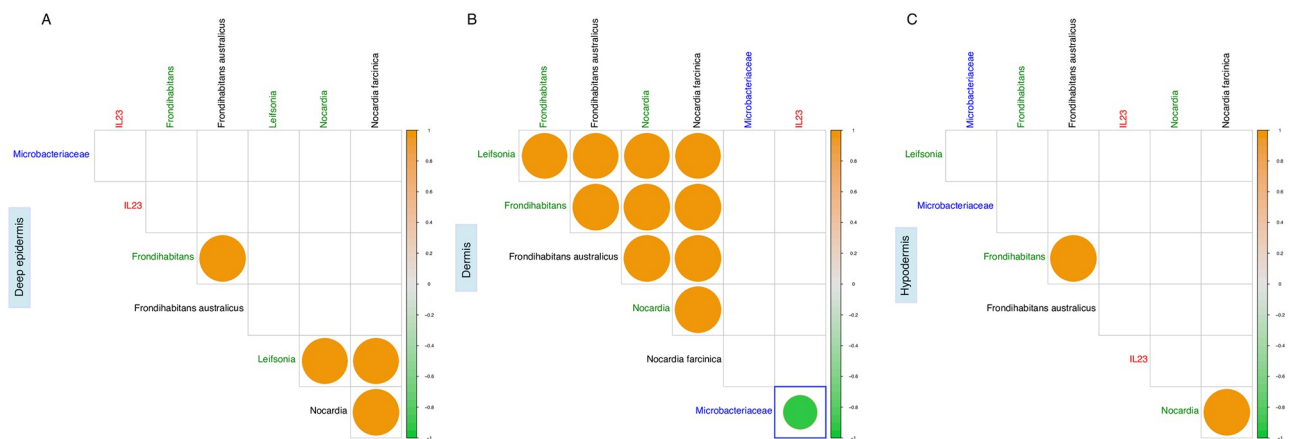 A
IL23
Frondihabitans
Frondihabitans australicus
Leifsonia
Nocardia
Nocardia farcinica
Deep epidermis
Microbacteriaceae
IL23
Frondihabitans
Frondihabitans australicus
Leifsonia
Nocardia
1
0.8
0.6
0.4
0.2
0
−0.2
−0.4
−0.6
−0.8
−1
B
Frondihabitans
Frondihabitans australicus
Nocardia
Nocardia farcinica
Microbacteriaceae
IL23
Dermis
Leifsonia
Frondihabitans
Frondihabitans australicus
Nocardia
Nocardia farcinica
Microbacteriaceae
1
0.8
0.6
0.4
0.2
0
−0.2
−0.4
−0.6
−0.8
−1
C
Microbacteriaceae
Frondihabitans
Frondihabitans australicus
IL23
Nocardia
Nocardia farcinica
Hypodermis
Leifsonia
Microbacteriaceae
Frondihabitans
Frondihabitans australicus
IL23
Nocardia
1
0.8
0.6
0.4
0.2
0
−0.2
−0.4
−0.6
−0.8
−1